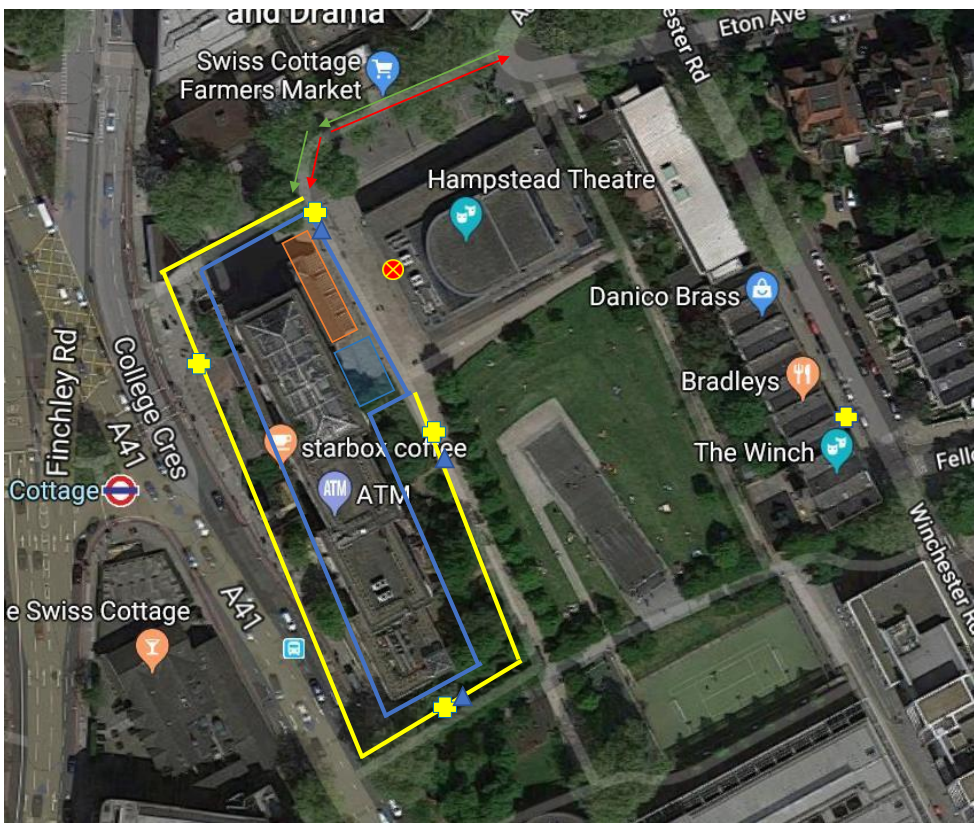 and Drama
Eton Ave
Swiss Cottage
Farmers Market
Hampstead Theatre
Danico Brass
Finchley Rd
College Cres
A41
Bradleys
starbox coffee
The Winch
Cottage
ATM
ATM
Winchester Rd
A41
e Swiss Cottage